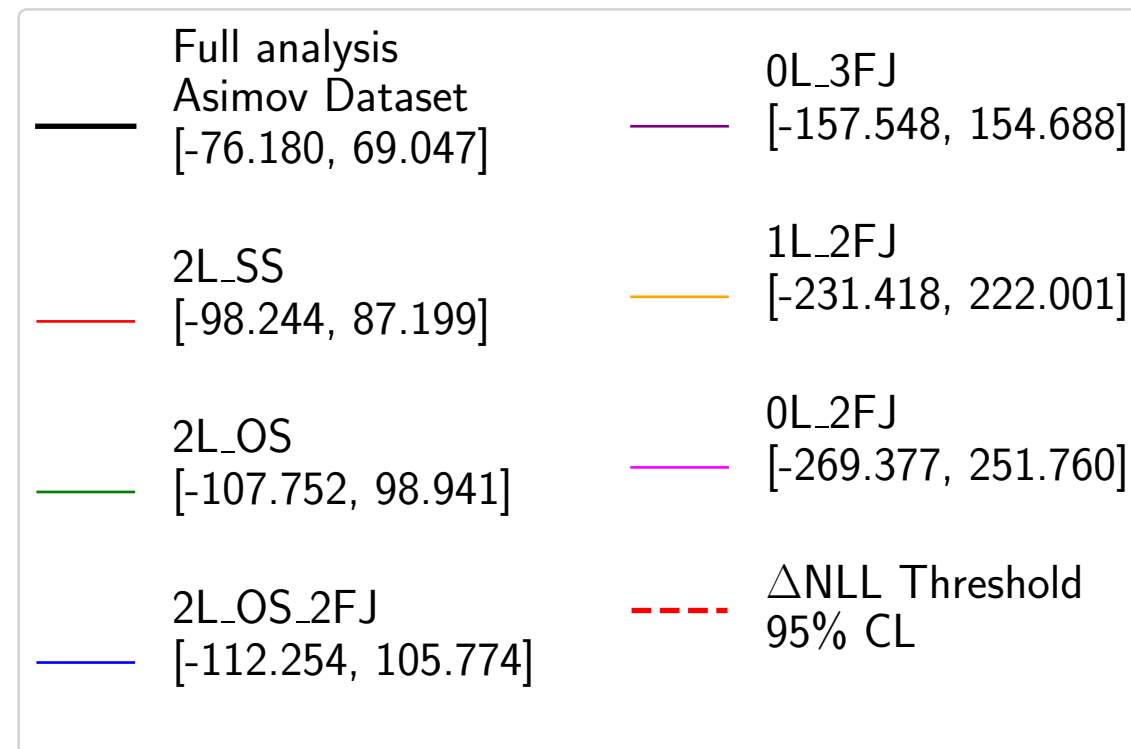 Full analysis
Asimov Dataset
[-76.180, 69.047]
2L_SS
[-98.244, 87.199]
2L_OS
[-107.752, 98.941]
2L_OS_2FJ
[-112.254, 105.774]
0L_3FJ
[-157.548, 154.688]
1L_2FJ
[-231.418, 222.001]
0L_2FJ
[-269.377, 251.760]
ΔNLL Threshold
95% CL